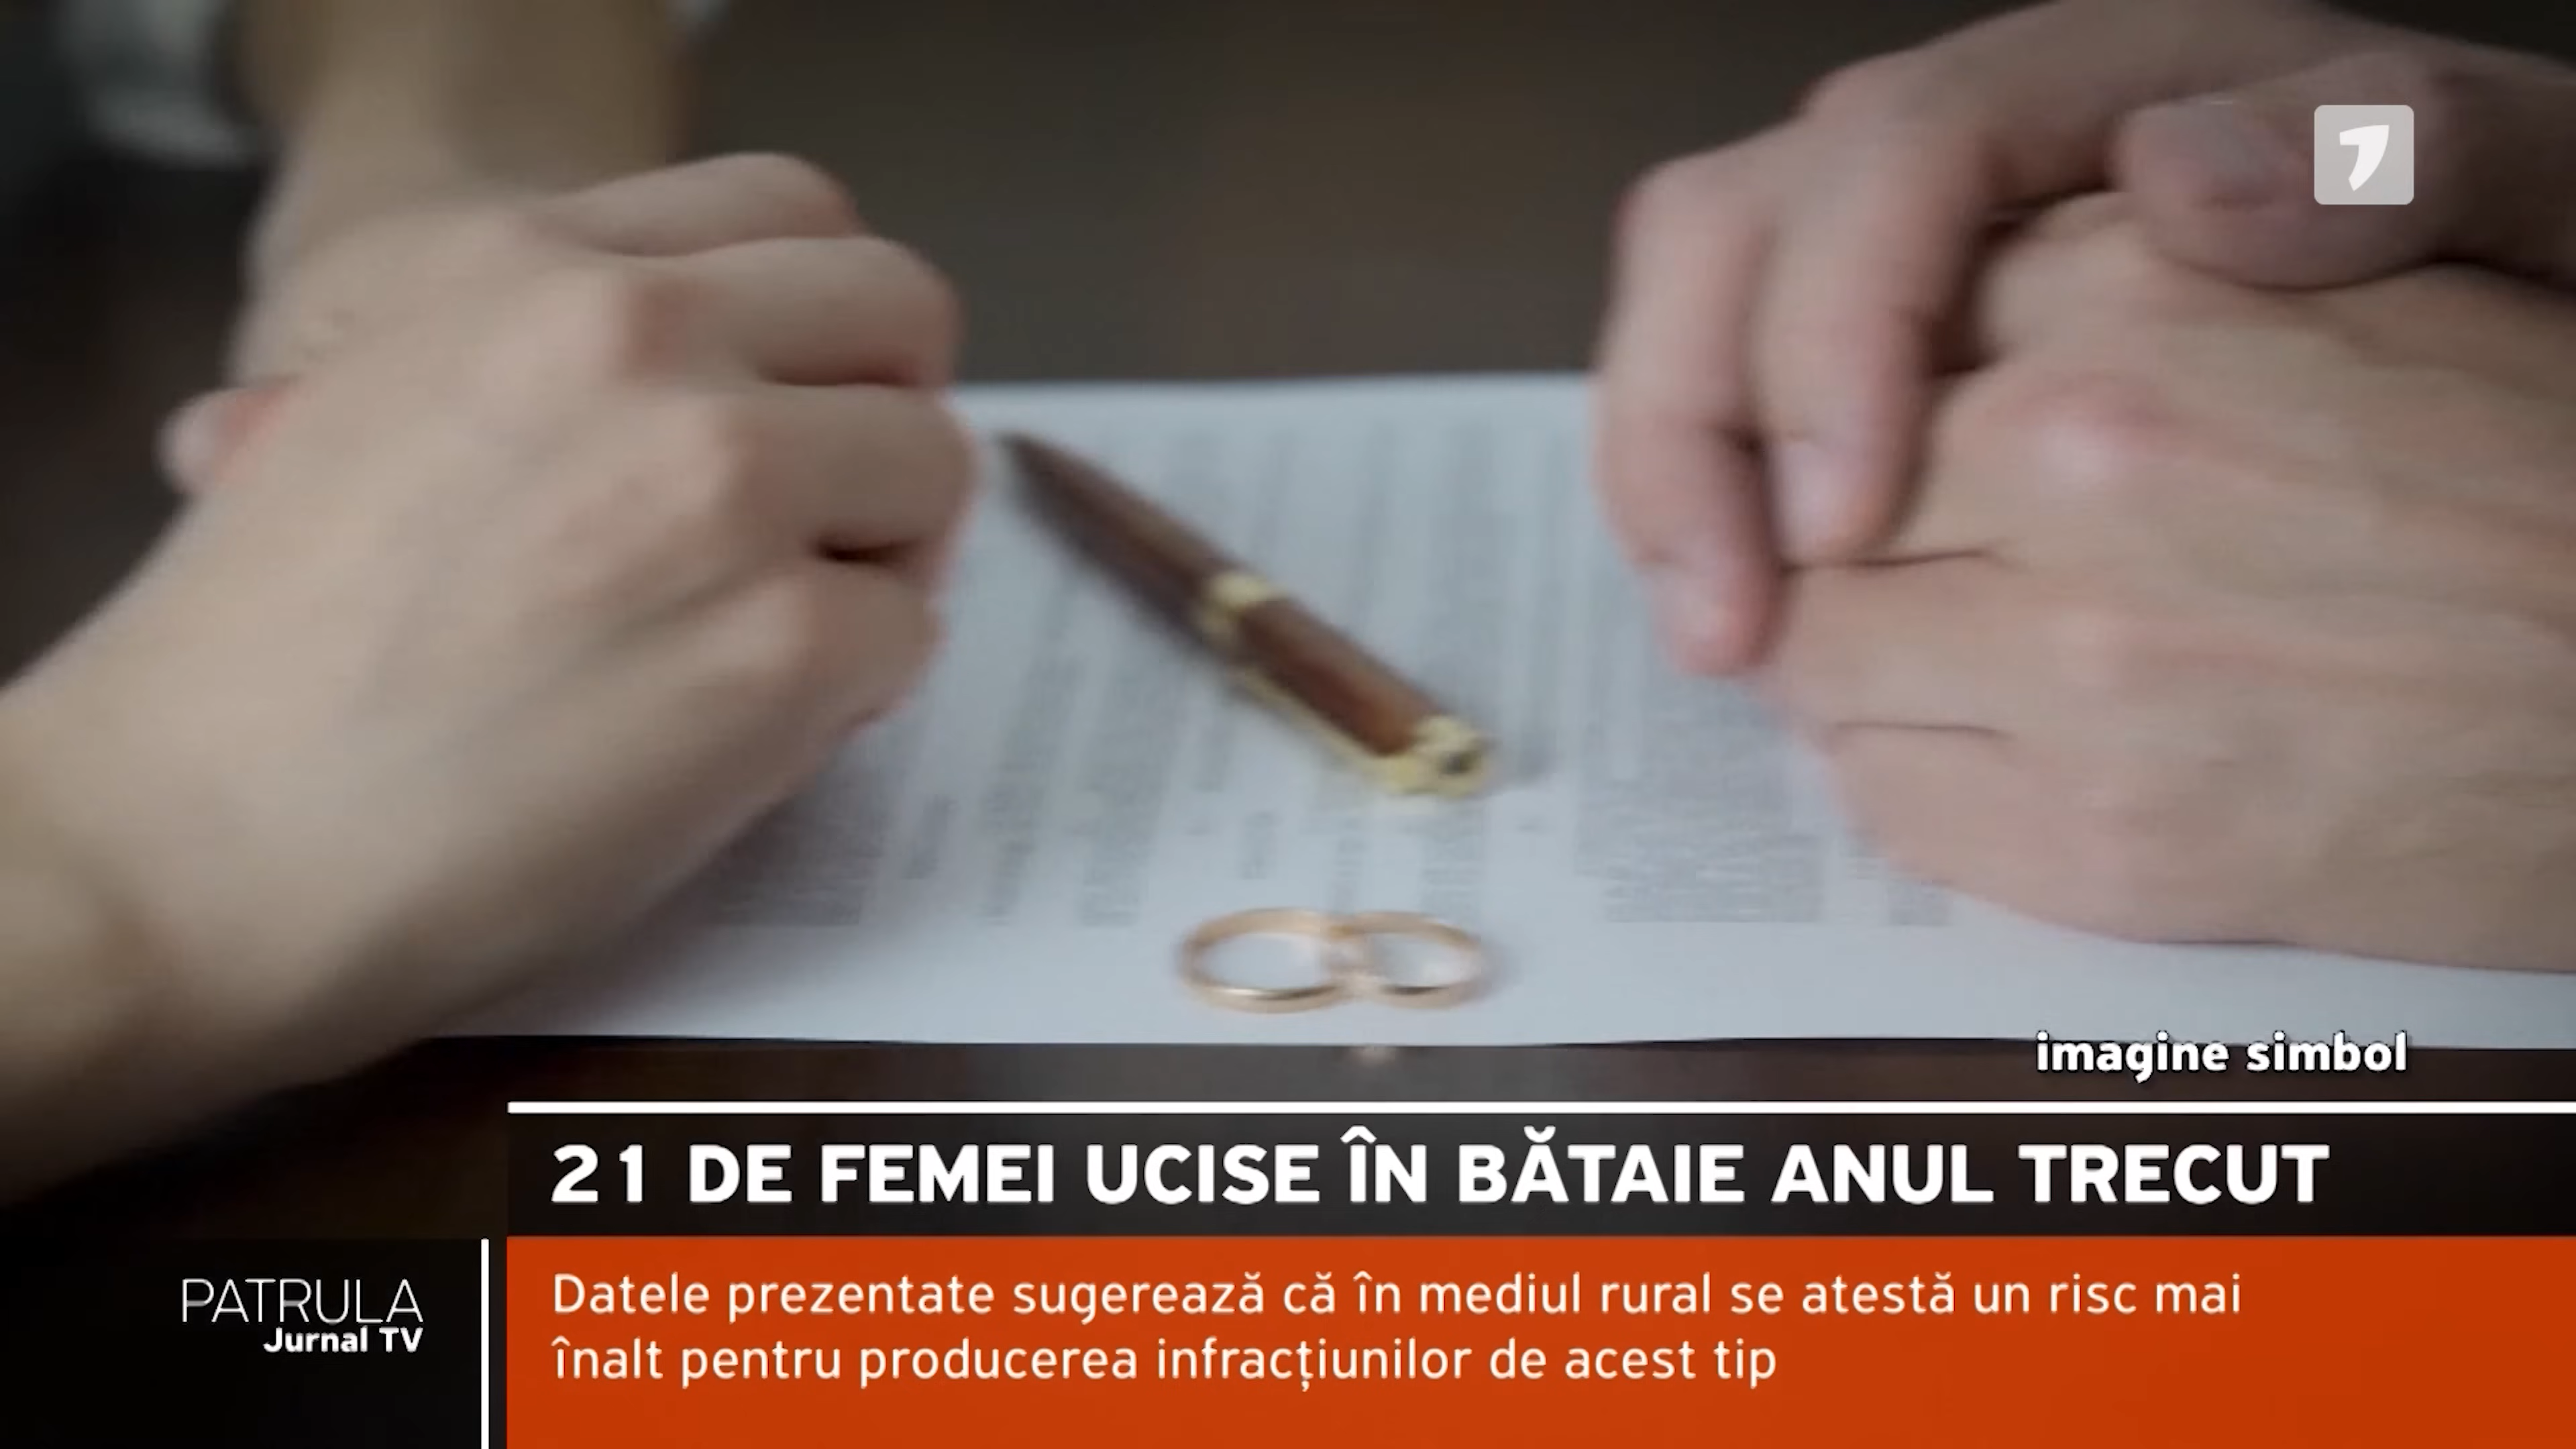 imagine simbol
21 DE FEMEI UCISE ÎN BĂTAIE ANUL TRECUT
PATRULA
Jurnal TV
Datele prezentate sugerează că în mediul rural se atestă un risc mai
înalt pentru producerea infracțiunilor de acest tip